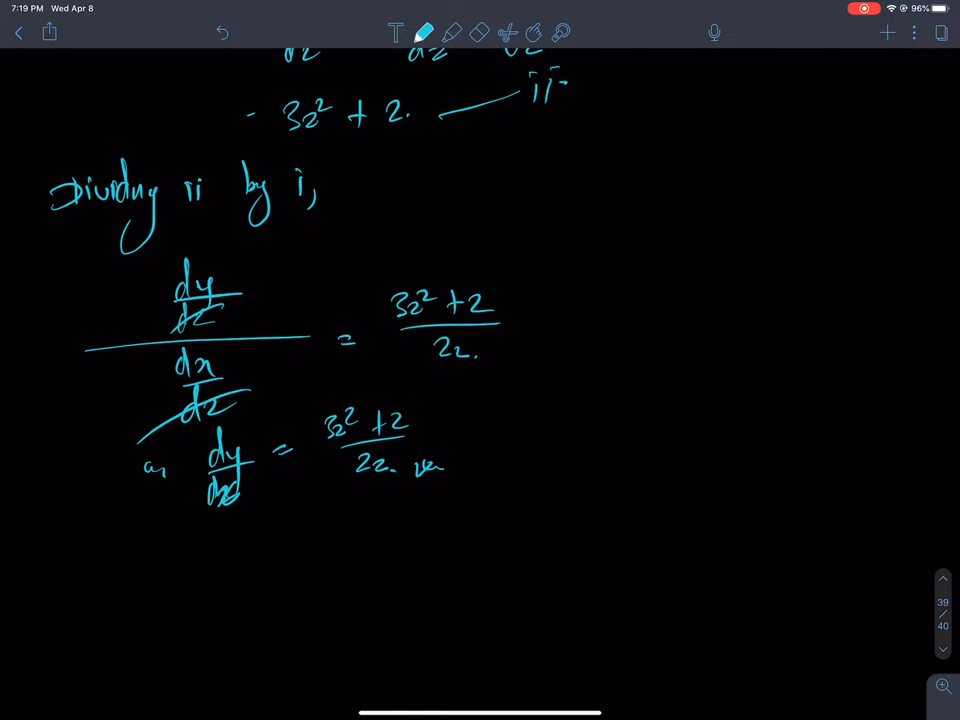 7:19 PM Wed Apr 8 96%
T
= 3z² + 2. — ii
Dividing ii by i,
dy/dz / dx/dz = 3z² + 2 / 2z.
dy/dx = 3z² + 2 / 2z.
39
/
40